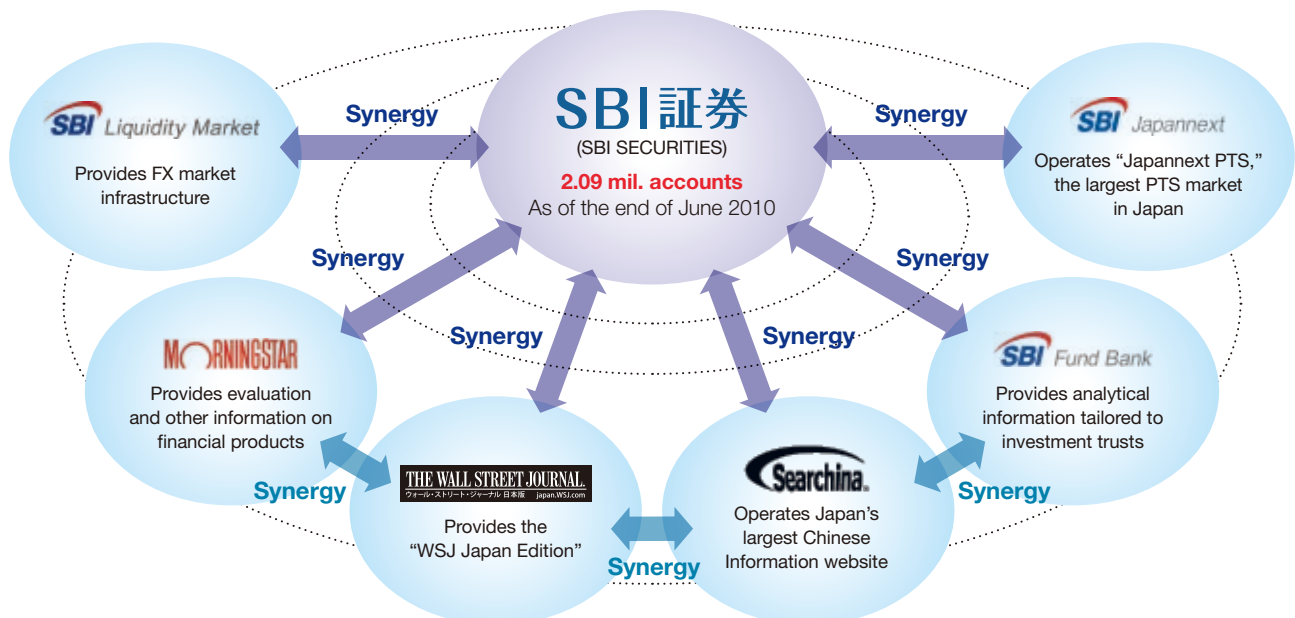 SBI証券
(SBI SECURITIES)
2.09 mil. accounts
As of the end of June 2010
Synergy
Synergy
SBI Liquidity Market
Provides FX market
infrastructure
SBI Japannext
Operates “Japannext PTS,”
the largest PTS market
in Japan
Synergy
Synergy
Synergy
Synergy
MORNINGSTAR
Provides evaluation
and other information on
financial products
SBI Fund Bank
Provides analytical
information tailored to
investment trusts
Synergy
THE WALL STREET JOURNAL.
ウォール・ストリート・ジャーナル 日本版 japan.WSJ.com
Provides the
“WSJ Japan Edition”
Synergy
Searchina.
Operates Japan’s
largest Chinese
Information website
Synergy